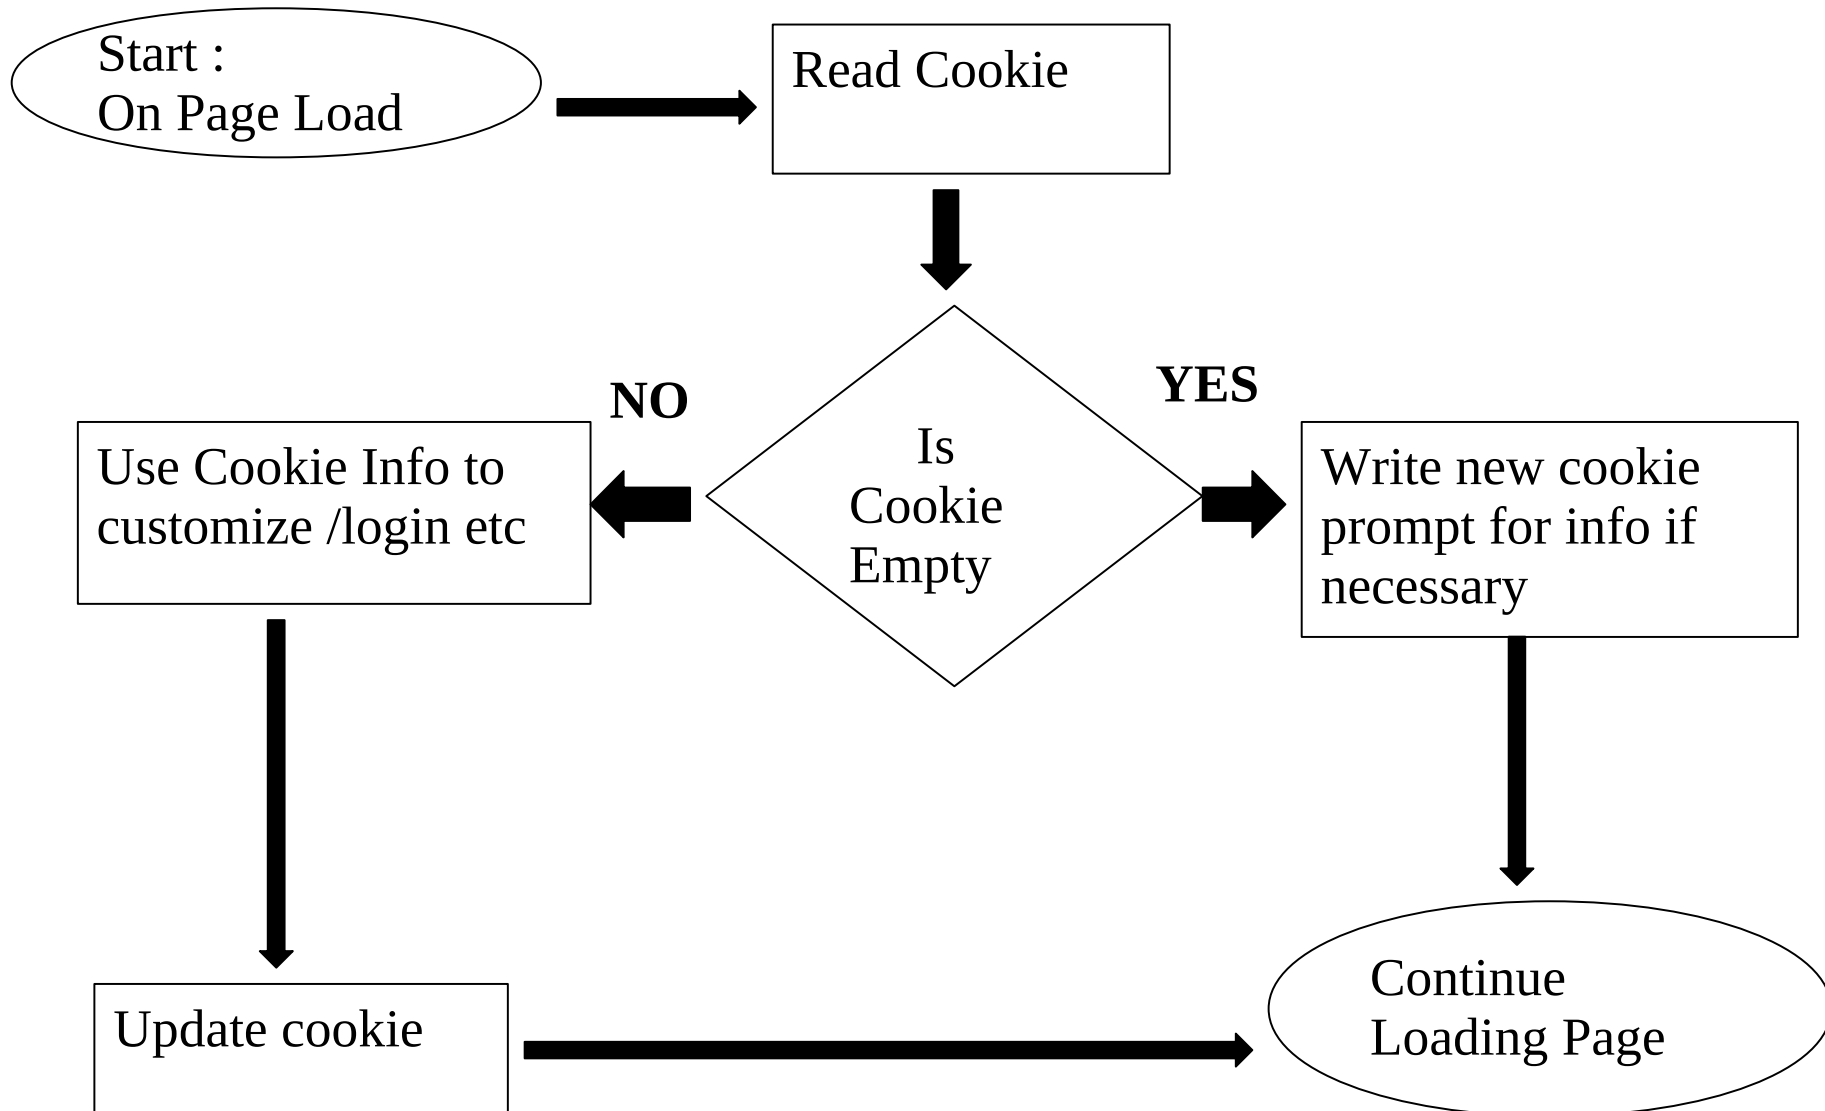 Start :
On Page Load
Read Cookie
NO
YES
Is
Cookie
Empty
Use Cookie Info to
customize /login etc
Write new cookie
prompt for info if
necessary
Update cookie
Continue
Loading Page